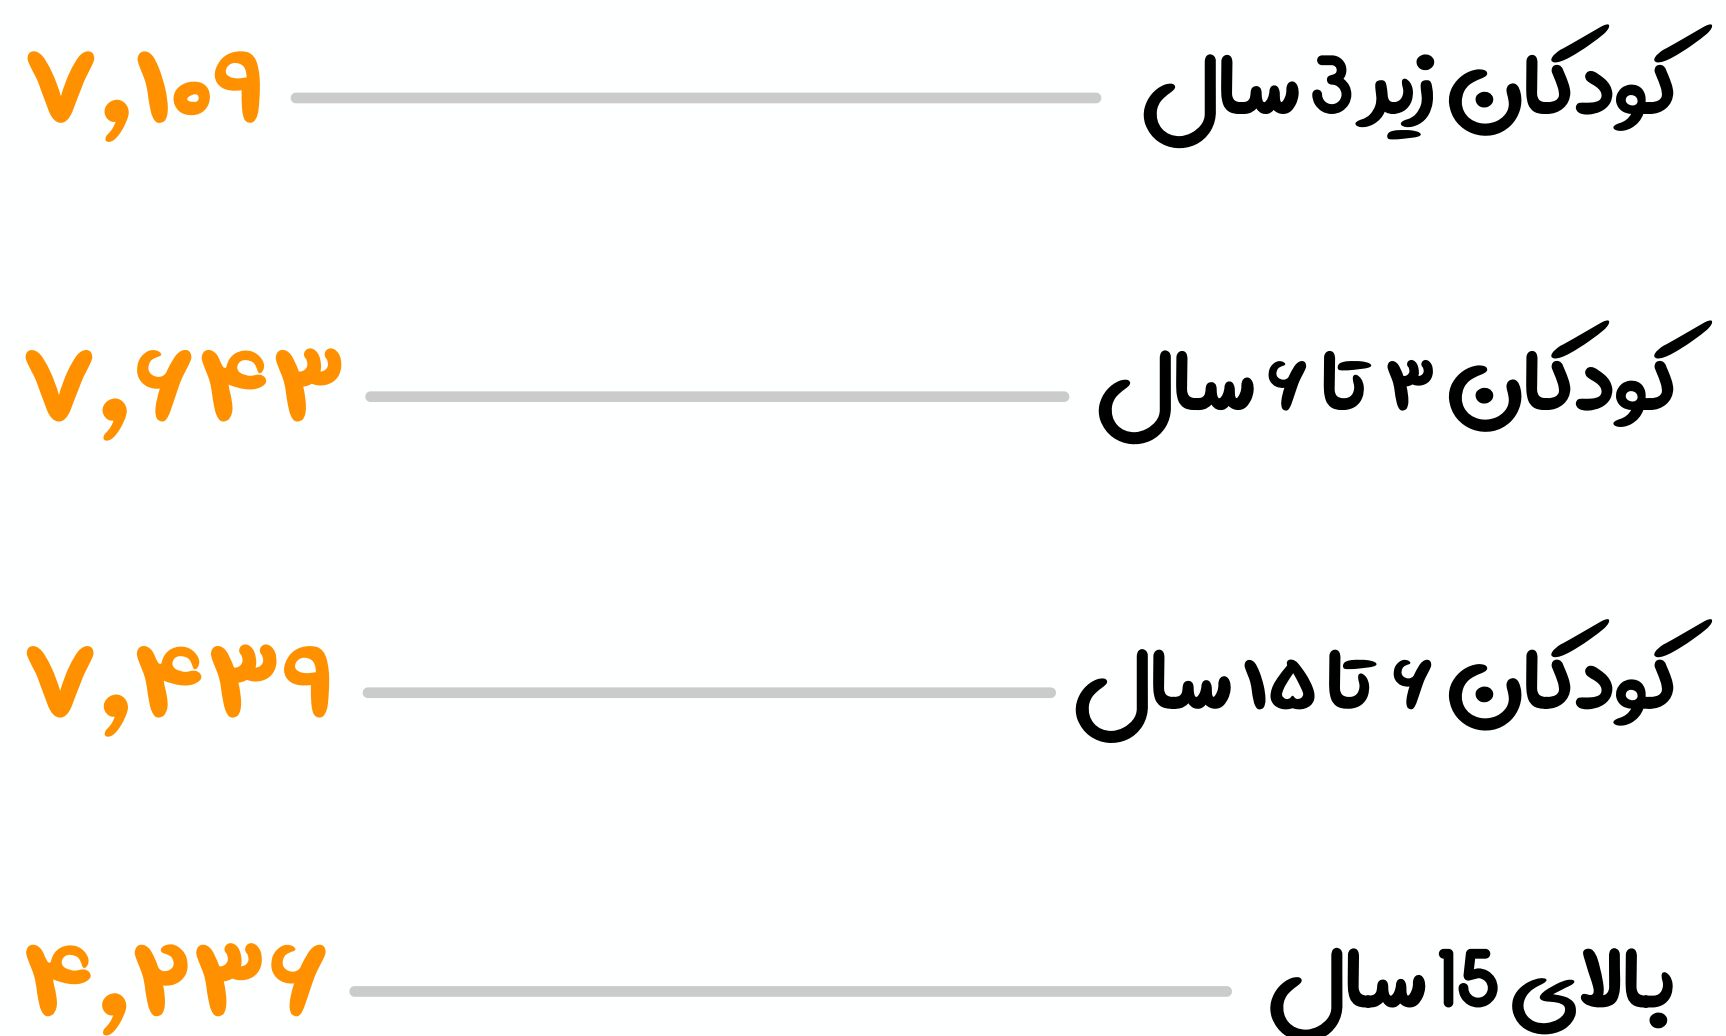 کودکان زیر 3 سال ۷,۱۰۹
کودکان ۳ تا ۶ سال ۷,۶۴۳
کودکان ۶ تا ۱۵ سال ۷,۴۳۹
بالای 15 سال ۴,۲۳۶